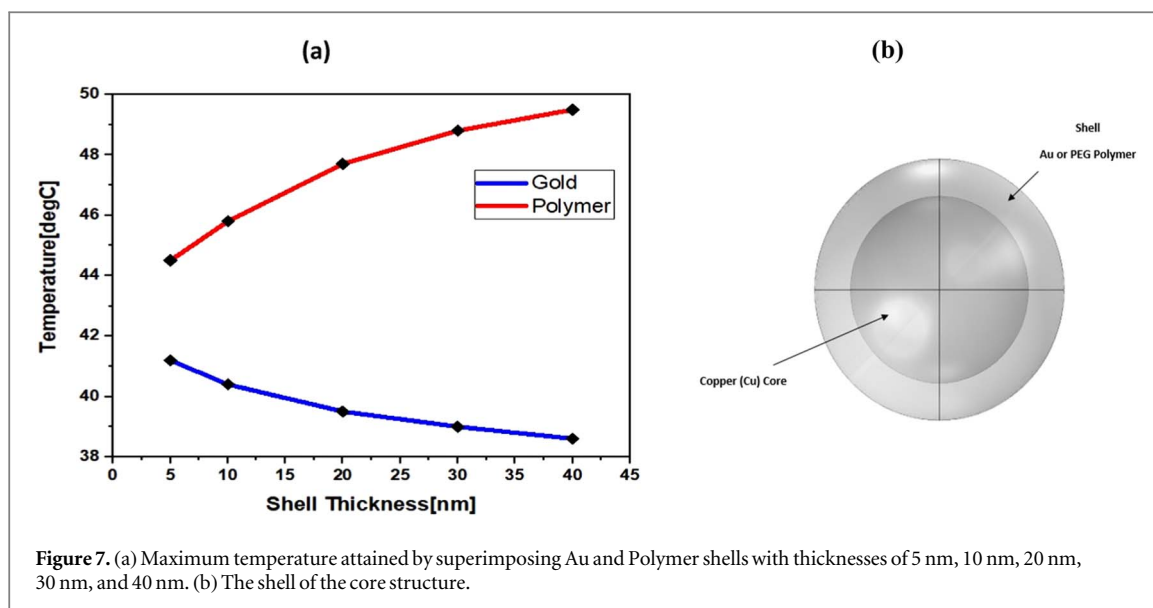 (a)
50
48
46
44
42
40
38
Temperature[degC]
0 5 10 15 20 25 30 35 40 45
Shell Thickness[nm]
Gold
Polymer
(b)
Shell
Au or PEG Polymer
Copper (Cu) Core
Figure 7. (a) Maximum temperature attained by superimposing Au and Polymer shells with thicknesses of 5 nm, 10 nm, 20 nm,
30 nm, and 40 nm. (b) The shell of the core structure.